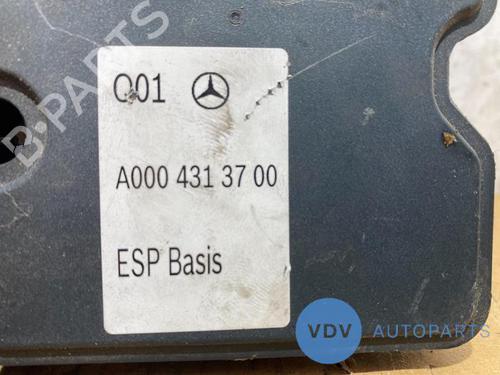 Q01
A000 431 37 00
ESP Basis
B-PARTS
VDV AUTOPARTS